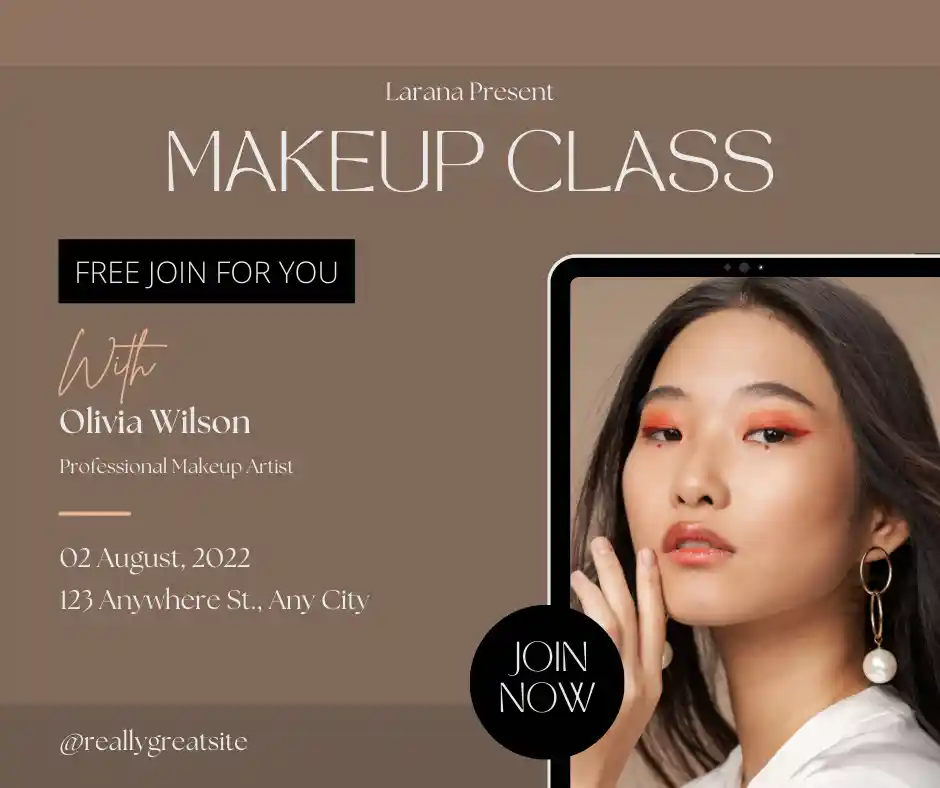 Larana Present
MAKEUP CLASS
FREE JOIN FOR YOU
With
Olivia Wilson
Professional Makeup Artist
02 August, 2022
123 Anywhere St., Any City
JOIN
NOW
@reallygreatsite